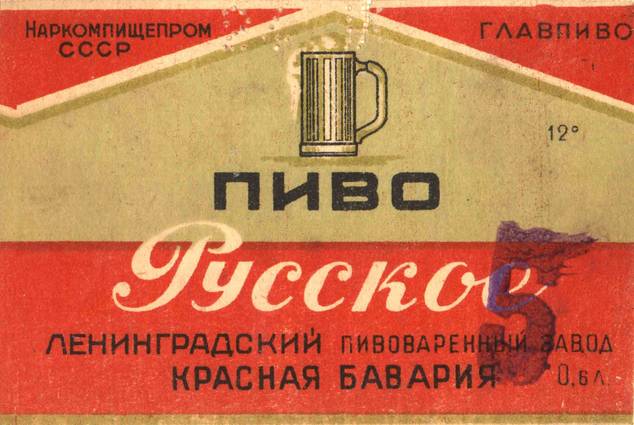 Наркомпищепром
СССР
ГЛАВПИВО
12°
ПИВО
Русское
5
ЛЕНИНГРАДСКИЙ ПИВОВАРЕННЫЙ ЗАВОД
КРАСНАЯ БАВАРИЯ 0,6 л.